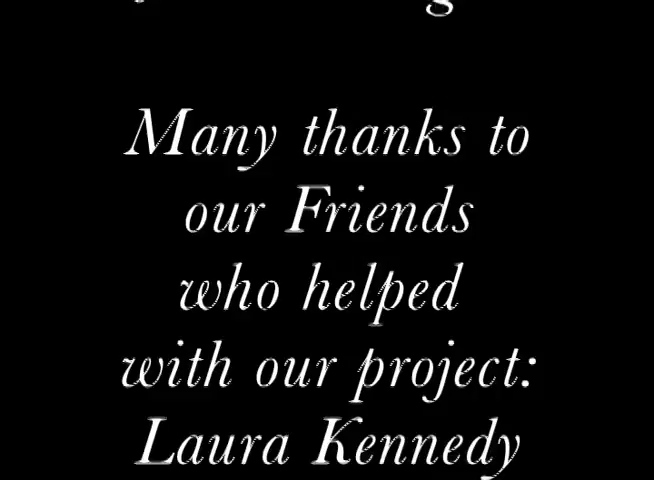 Many thanks to
our Friends
who helped
with our project:
Laura Kennedy